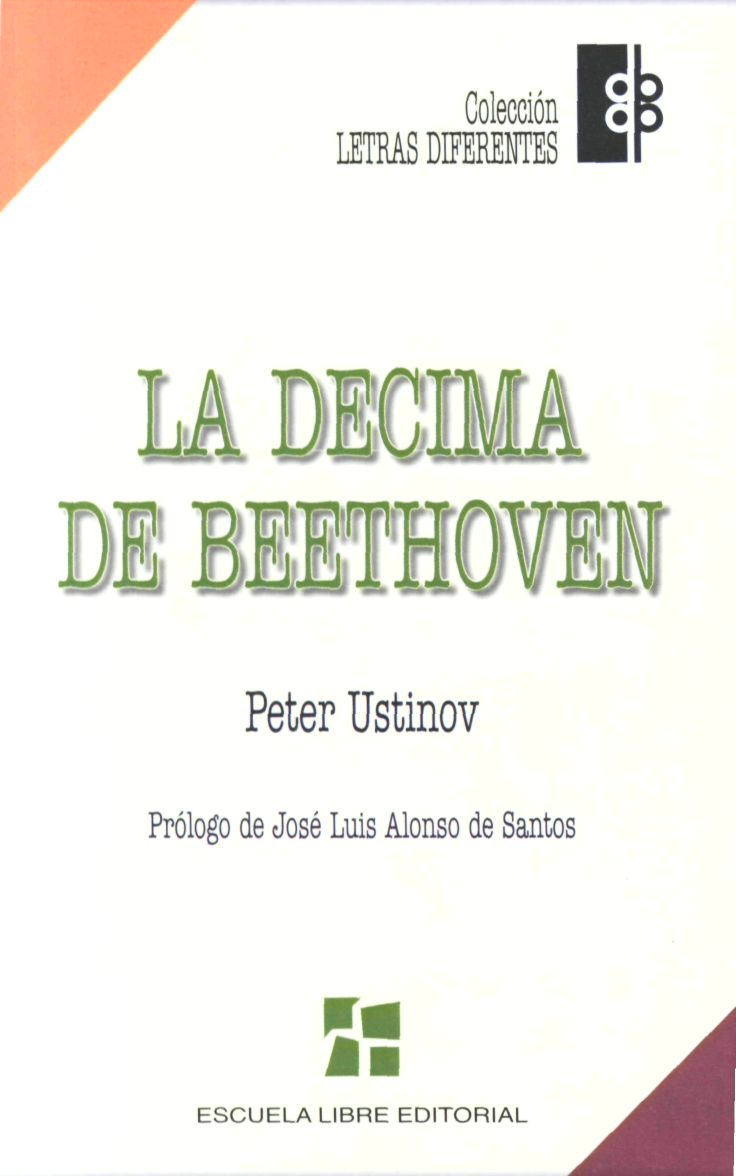 Colección
LETRAS DIFERENTES
LA DECIMA
DE BEETHOVEN
Peter Ustinov
Prólogo de José Luis Alonso de Santos
ESCUELA LIBRE EDITORIAL